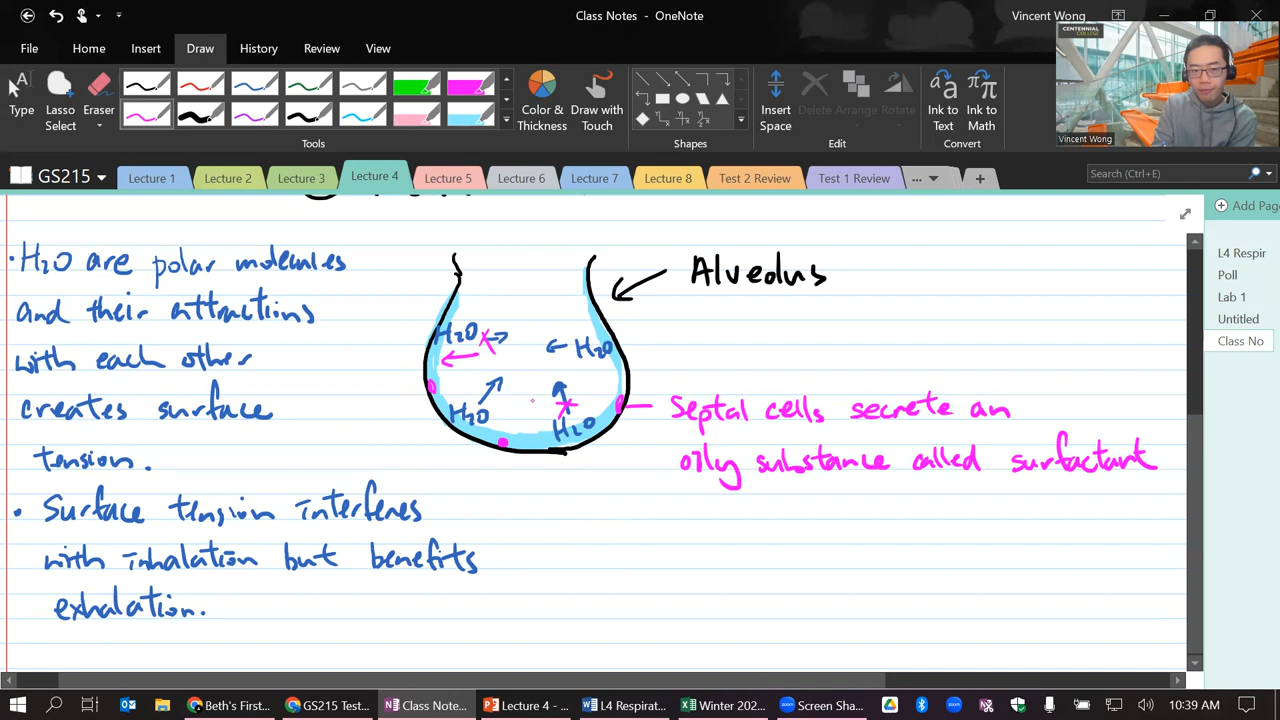 Class Notes - OneNote
Vincent Wong
File Home Insert Draw History Review View
Type
Lasso Select
Eraser
Color & Thickness
Draw with Touch
Insert Space
Delete Arrange Rotate
Ink to Text
Ink to Math
Tools
Shapes
Edit
Convert
CENTENNIAL COLLEGE
Vincent Wong
GS215
Lecture 1 Lecture 2 Lecture 3 Lecture 4 Lecture 5 Lecture 6 Lecture 7 Lecture 8 Test 2 Review Test 1 Review ...
Search (Ctrl+E)
Add Pag
L4 Respir
Poll
Lab 1
Untitled
Class No
• H2O are polar molecules
and their attractions
with each other
creates surface
tension.
• Surface tension interferes
with inhalation but benefits
exhalation.
Alveolus
H2O
H2O
H2O
H2O
Septal cells secrete an
oily substance called surfactant
Beth's First...
GS215 Test...
Class Note...
Lecture 4 - ...
L4 Respirat...
Winter 202...
Screen Sha...
10:39 AM